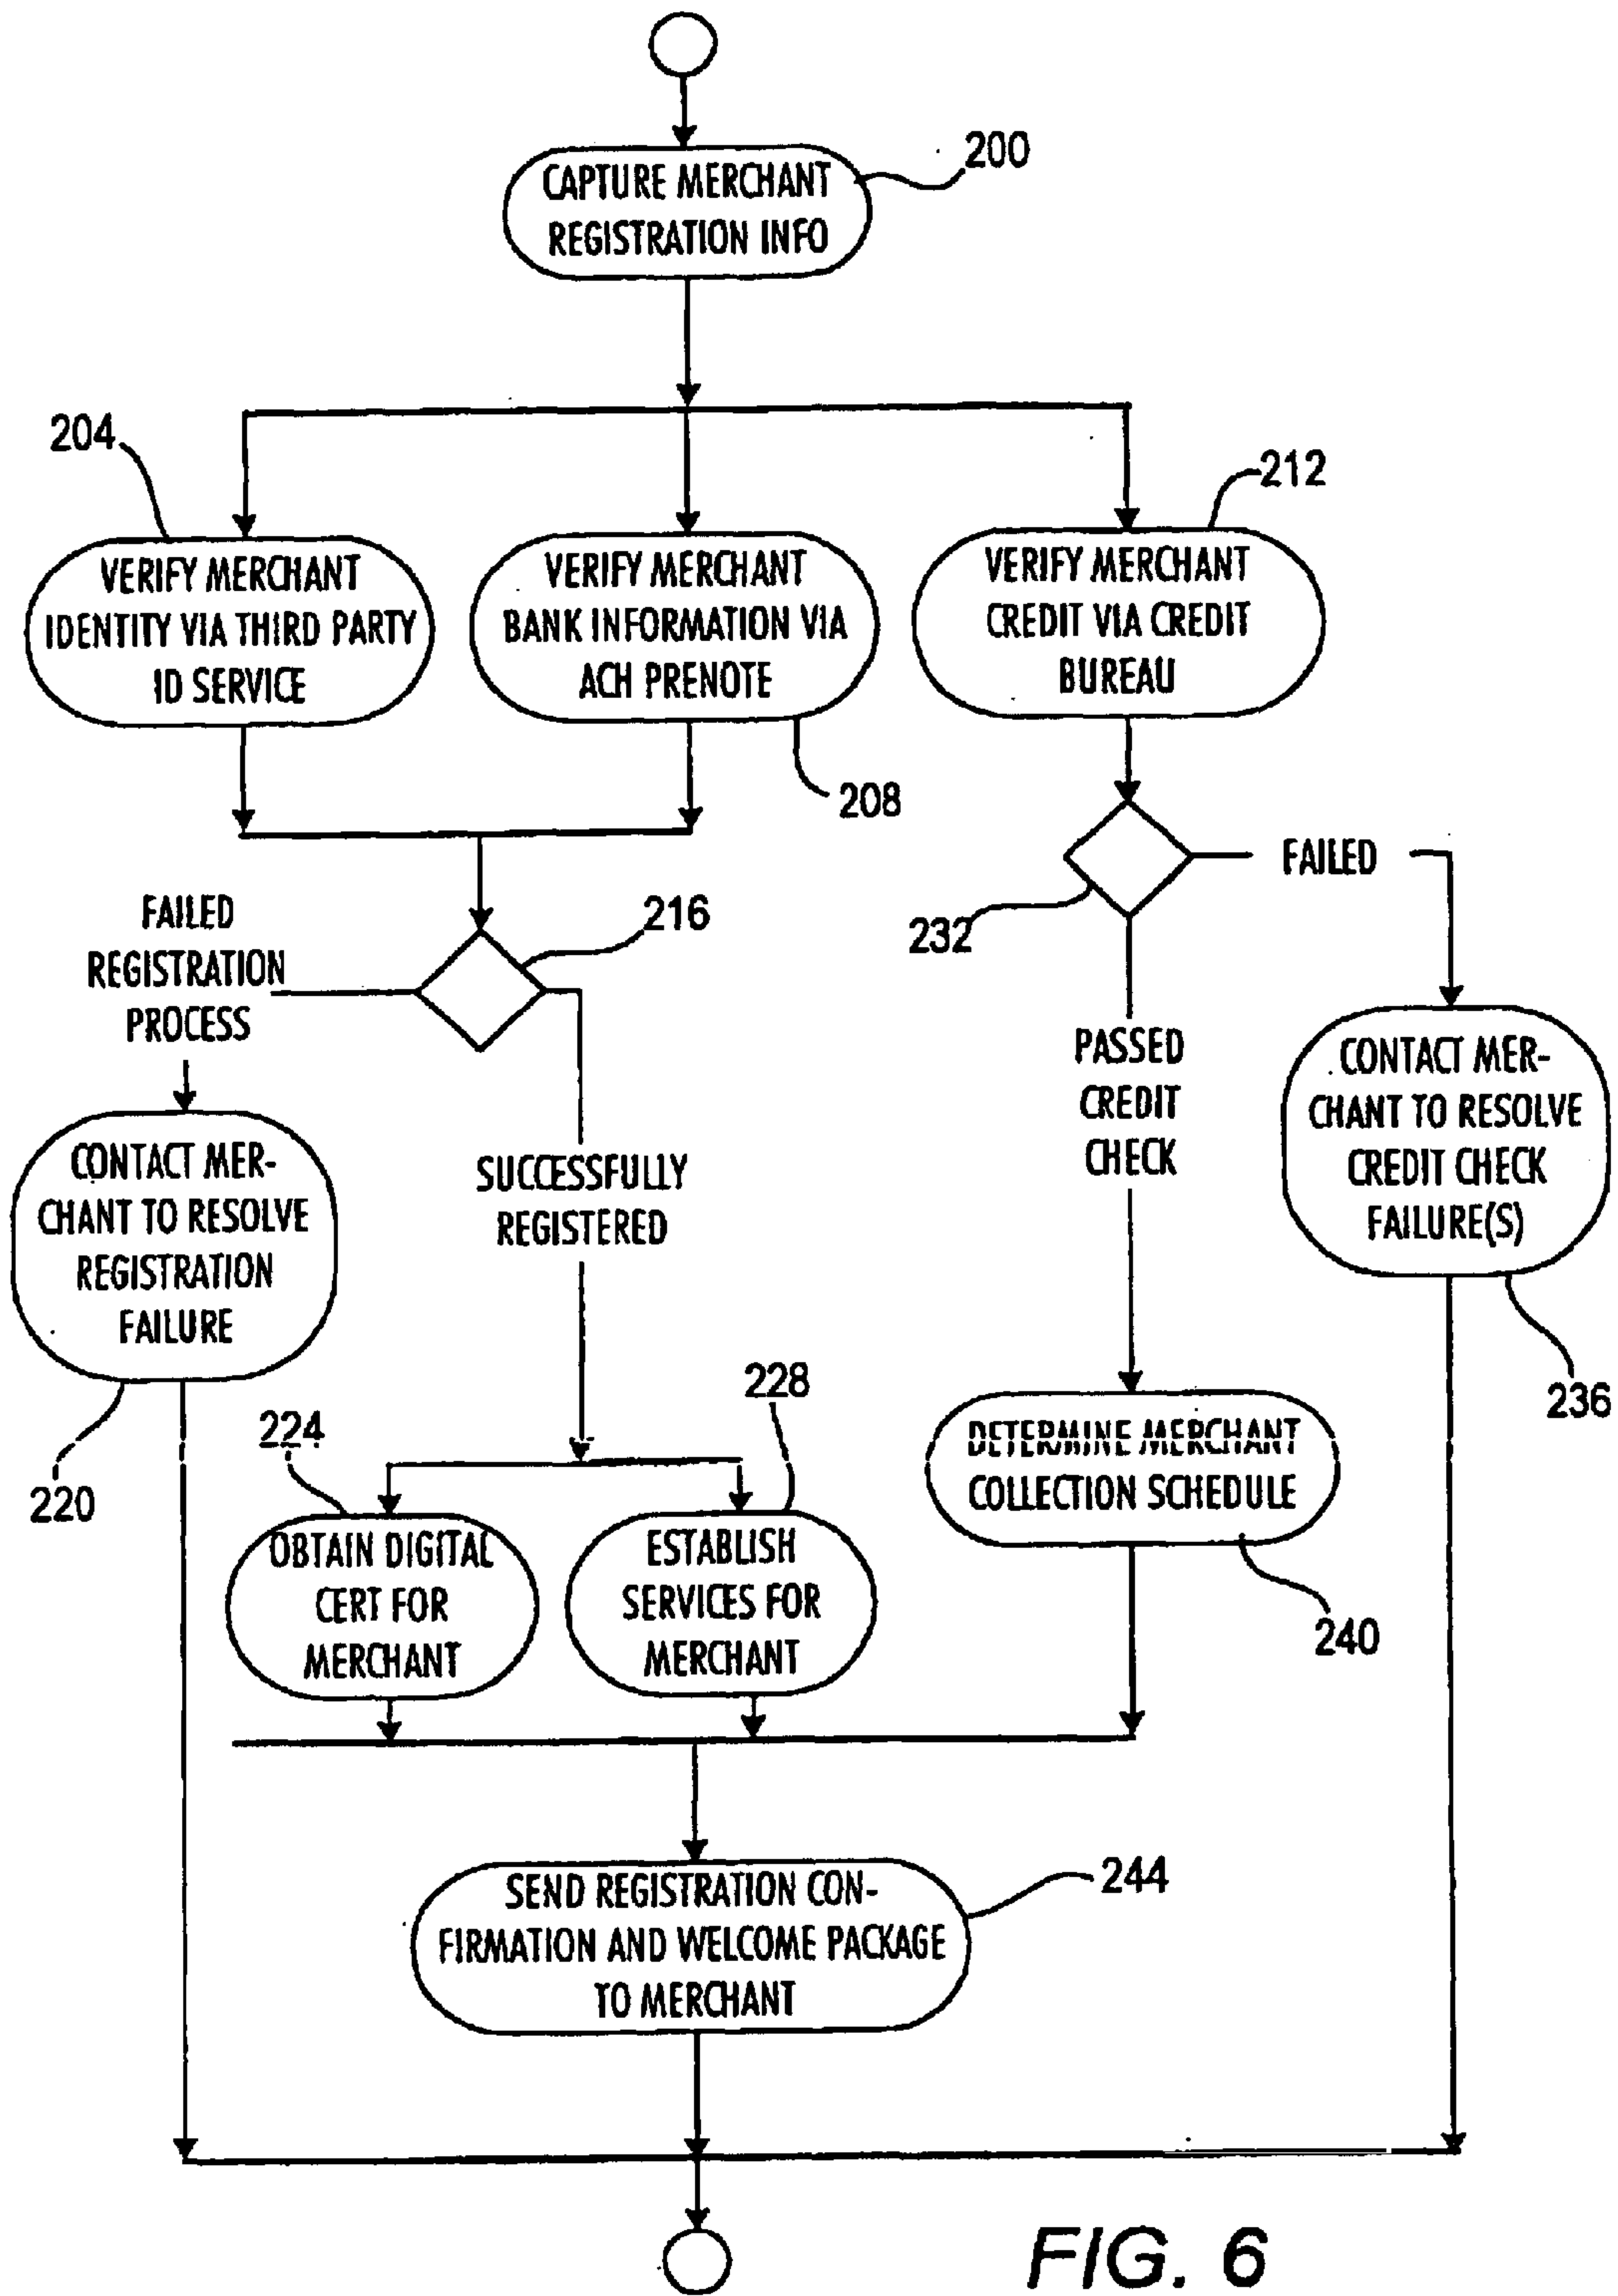 200
CAPTURE MERCHANT
REGISTRATION INFO
204
212
VERIFY MERCHANT
IDENTITY VIA THIRD PARTY
ID SERVICE
VERIFY MERCHANT
BANK INFORMATION VIA
ACH PRENOTE
VERIFY MERCHANT
CREDIT VIA CREDIT
BUREAU
208
FAILED
232
216
FAILED
REGISTRATION
PROCESS
PASSED
CREDIT
CHECK
CONTACT MER-
CHANT TO RESOLVE
CREDIT CHECK
FAILURE(S)
CONTACT MER-
CHANT TO RESOLVE
REGISTRATION
FAILURE
SUCCESSFULLY
REGISTERED
236
220
224
228
DETERMINE MERCHANT
COLLECTION SCHEDULE
240
OBTAIN DIGITAL
CERT FOR
MERCHANT
ESTABLISH
SERVICES FOR
MERCHANT
244
SEND REGISTRATION CON-
FIRMATION AND WELCOME PACKAGE
TO MERCHANT
FIG. 6